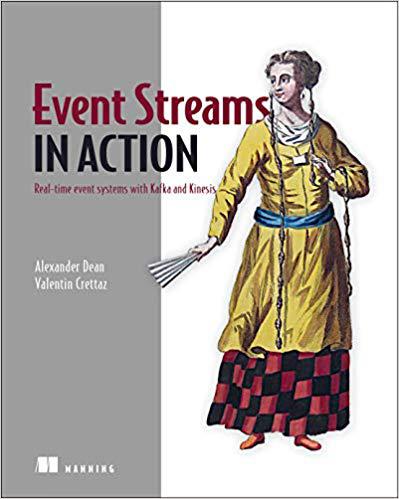 Event Streams
IN ACTION
Real-time event systems with Kafka and Kinesis
Alexander Dean
Valentin Crettaz
MANNING